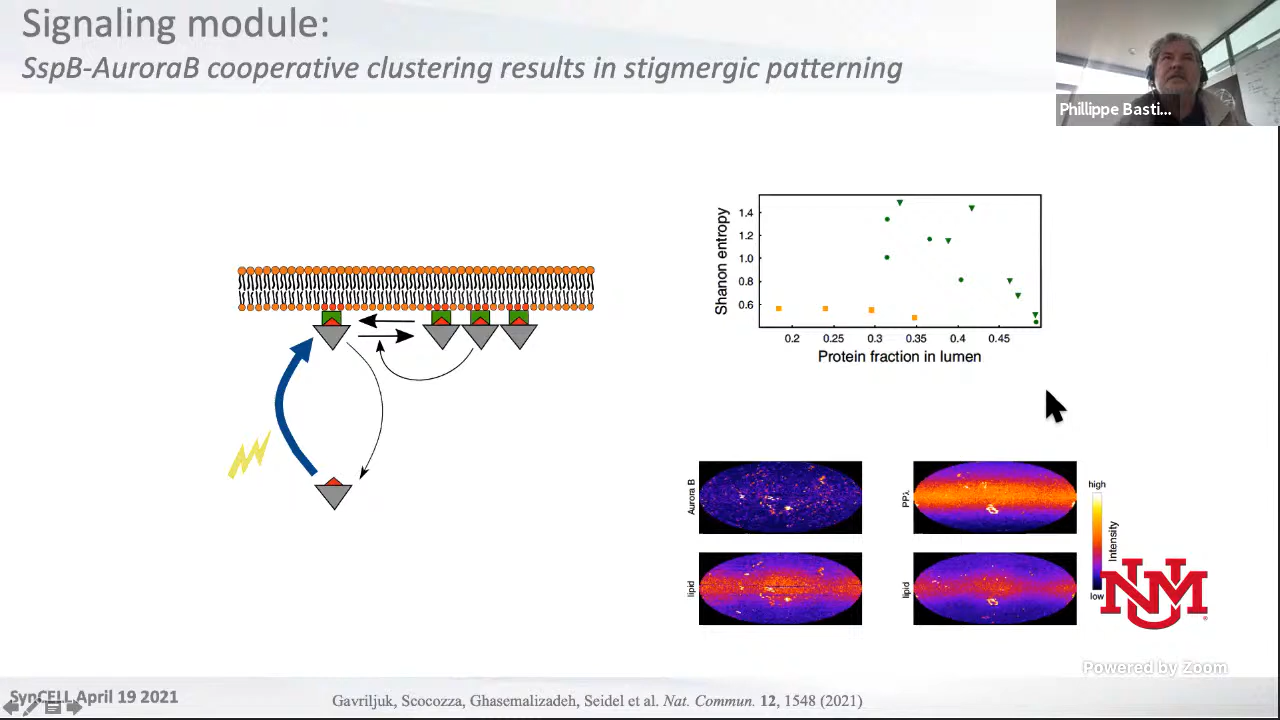 Signaling module:
SspB-AuroraB cooperative clustering results in stigmergic patterning
Phillippe Basti...
Shanon entropy
1.4
1.2
1.0
0.8
0.6
0.2
0.3
0.35
0.4
0.45
Protein fraction in lumen
Aurora B
PPλ
lipid
lipid
high
Intensity
low
UNM
Powered by Zoom
SynCELL April 19 2021
Gavriljuk, Scocozza, Ghasemalizadeh, Seidel et al. Nat. Commun. 12, 1548 (2021)